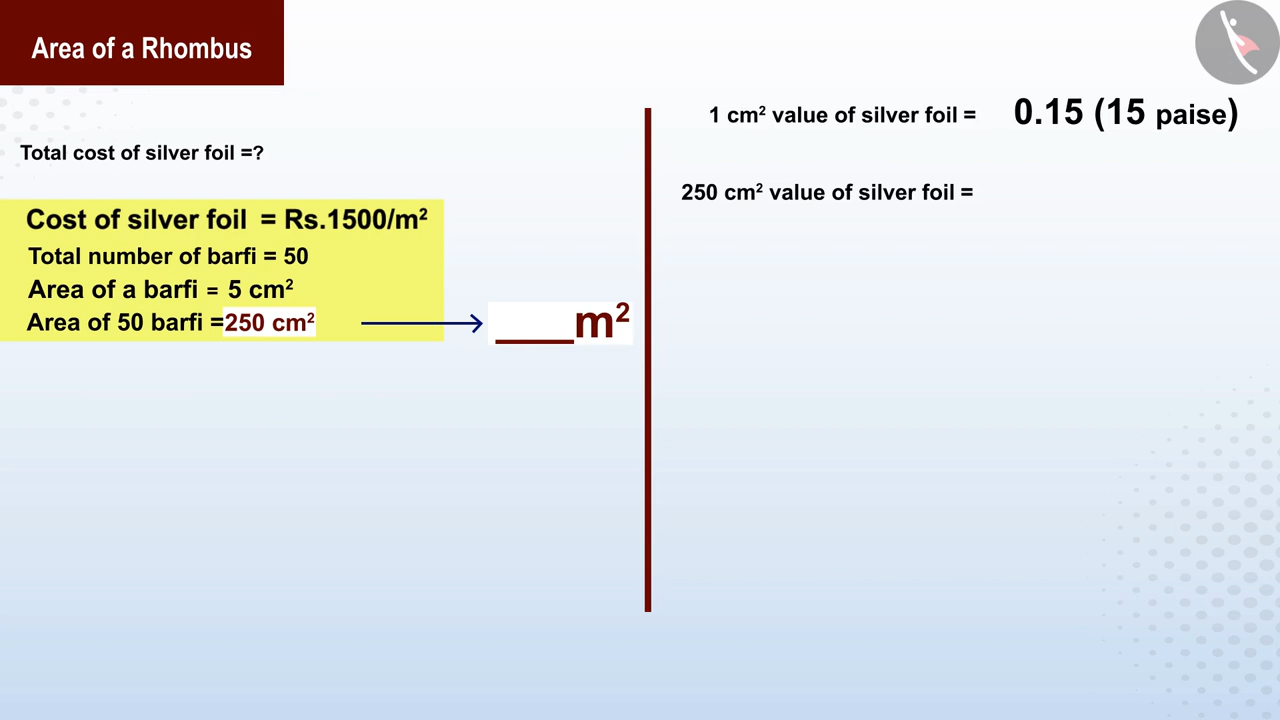 Area of a Rhombus
Total cost of silver foil =?
Cost of silver foil = Rs.1500/m²
Total number of barfi = 50
Area of a barfi = 5 cm²
Area of 50 barfi =250 cm²
____m²
1 cm² value of silver foil = 0.15 (15 paise)
250 cm² value of silver foil =